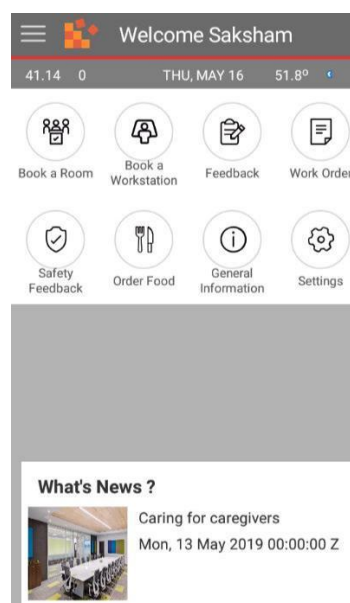 Welcome Saksham
41.14 0 THU, MAY 16 51.8º
Book a Room
Book a
Workstation
Feedback
Work Order
Safety
Feedback
Order Food
General
Information
Settings
What's News ?
Caring for caregivers
Mon, 13 May 2019 00:00:00 Z